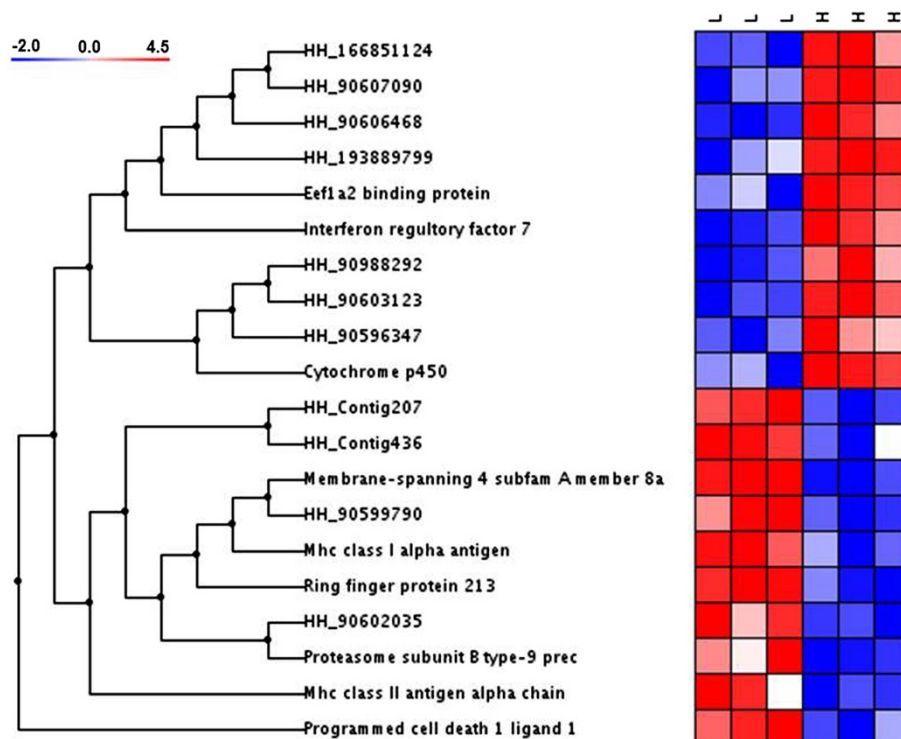 L L L H H H
-2.0 0.0 4.5
HH_166851124
HH_90607090
HH_90606468
HH_193889799
Eef1a2 binding protein
Interferon regultory factor 7
HH_90988292
HH_90603123
HH_90596347
Cytochrome p450
HH_Contig207
HH_Contig436
Membrane-spanning 4 subfam A member 8a
HH_90599790
Mhc class I alpha antigen
Ring finger protein 213
HH_90602035
Proteasome subunit B type-9 prec
Mhc class II antigen alpha chain
Programmed cell death 1 ligand 1